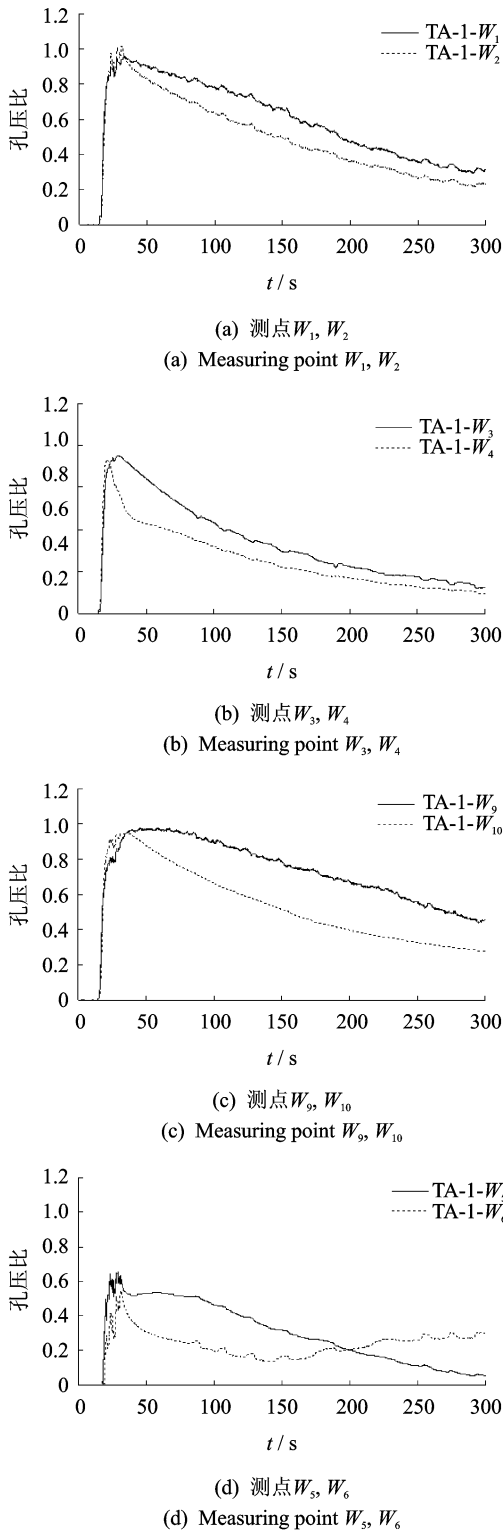 1.2
1.0
0.8
0.6
0.4
0.2
0
孔压比
TA-1-W₁
TA-1-W₂
0 50 100 150 200 250 300
t / s
(a) 测点W₁, W₂
(a) Measuring point W₁, W₂
1.2
1.0
0.8
0.4
0.2
0
孔压比
TA-1-W₃
TA-1-W₄
0 50 100 150 200 250 300
t / s
(b) 测点W₃, W₄
(b) Measuring point W₃, W₄
1.2
1.0
0.8
0.6
0.4
0.2
0
孔压比
TA-1-W₉
TA-1-W₁₀
0 50 100 150 200 250 300
t / s
(c) 测点W₉, W₁₀
(c) Measuring point W₉, W₁₀
1.2
1.0
0.8
0.6
0.4
0.2
0
孔压比
TA-1-W
TA-1-W
0 50 100 150 200 250 300
t / s
(d) 测点W₅, W₆
(d) Measuring point W₅, W₆